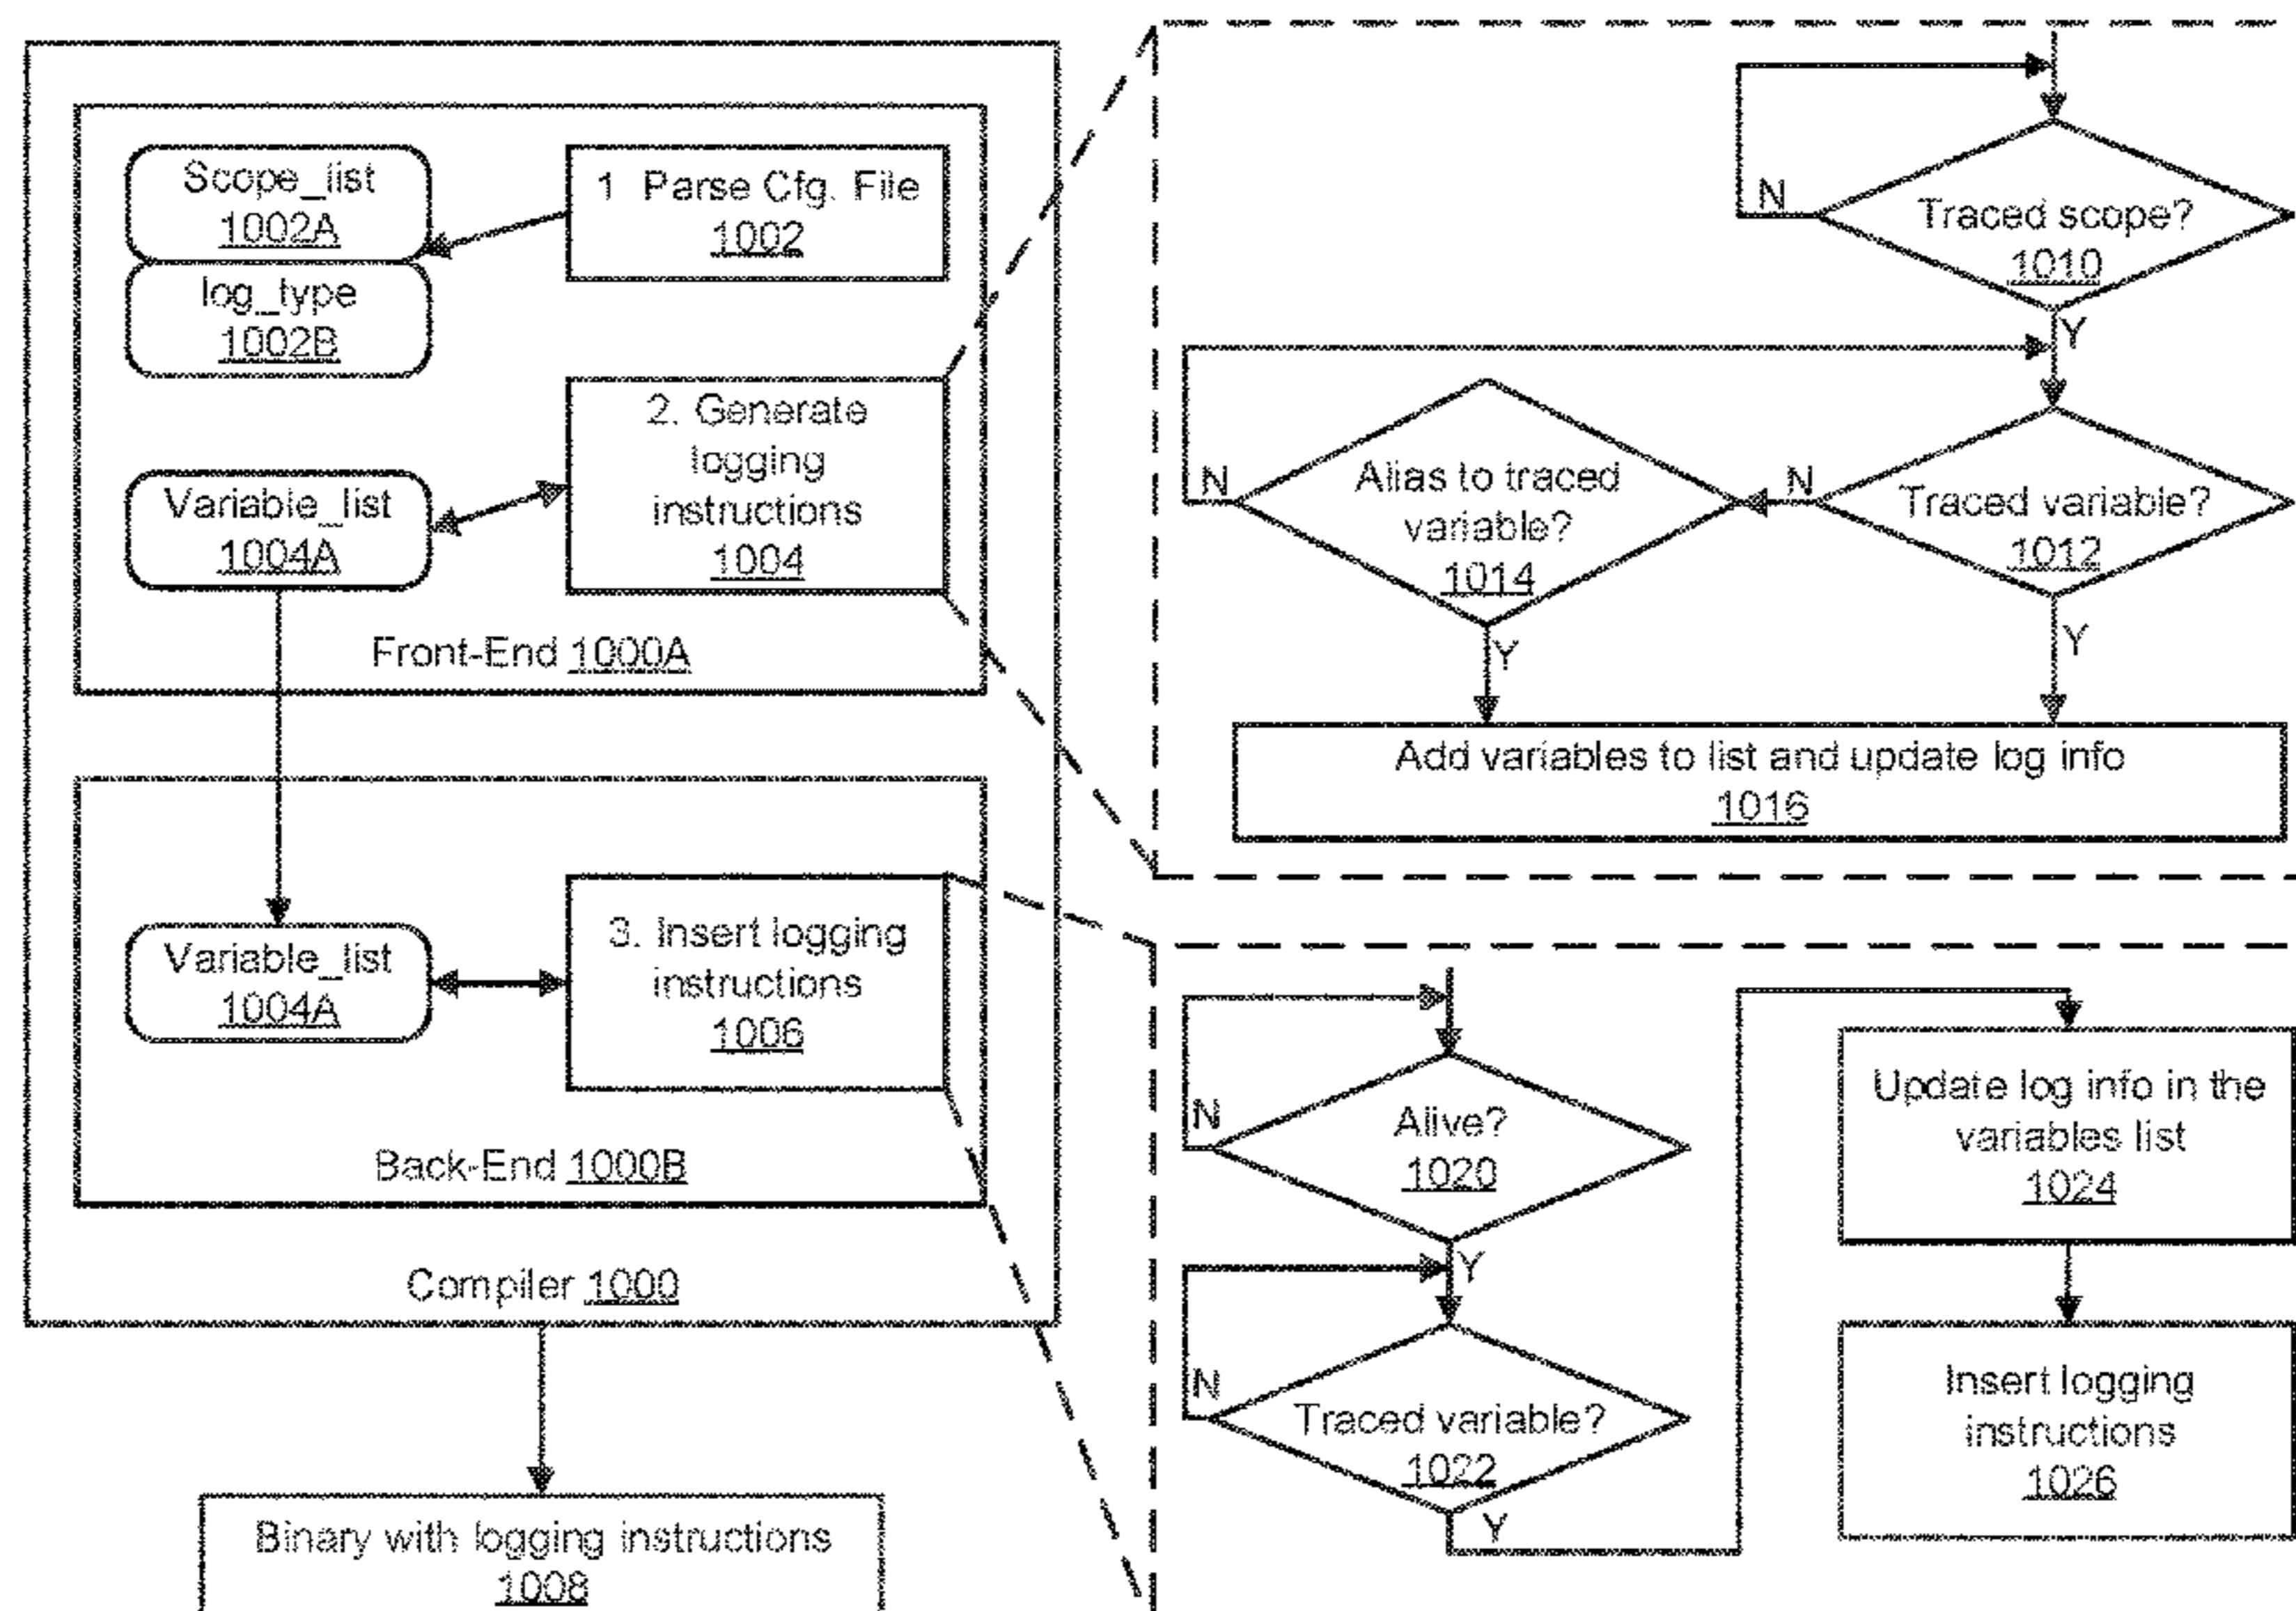 Scope_list
1002A
log_type
1002B
1 Parse Cfg. File
1002
2. Generate
logging
instructions
1004
Variable_list
1004A
Front-End 1000A
Variable_list
1004A
3. Insert logging
instructions
1006
Back-End 1000B
Compiler 1000
Binary with logging instructions
1008
Traced scope?
1010
N
Y
Traced variable?
1012
N
Y
Alias to traced
variable?
1014
N
Y
Add variables to list and update log info
1016
Alive?
1020
N
Y
Traced variable?
1022
N
Y
Update log info in the
variables list
1024
Insert logging
instructions
1026